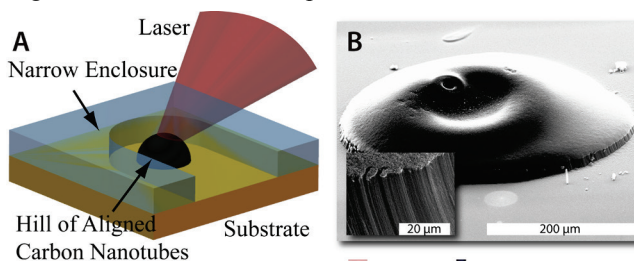 A
Laser
Narrow Enclosure
Hill of Aligned
Carbon Nanotubes
Substrate
B
20 µm
200 µm